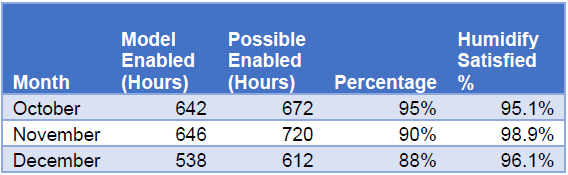 Month Model Enabled (Hours) Possible Enabled (Hours) Percentage Humidify Satisfied %
October 642 672 95% 95.1%
November 646 720 90% 98.9%
December 538 612 88% 96.1%